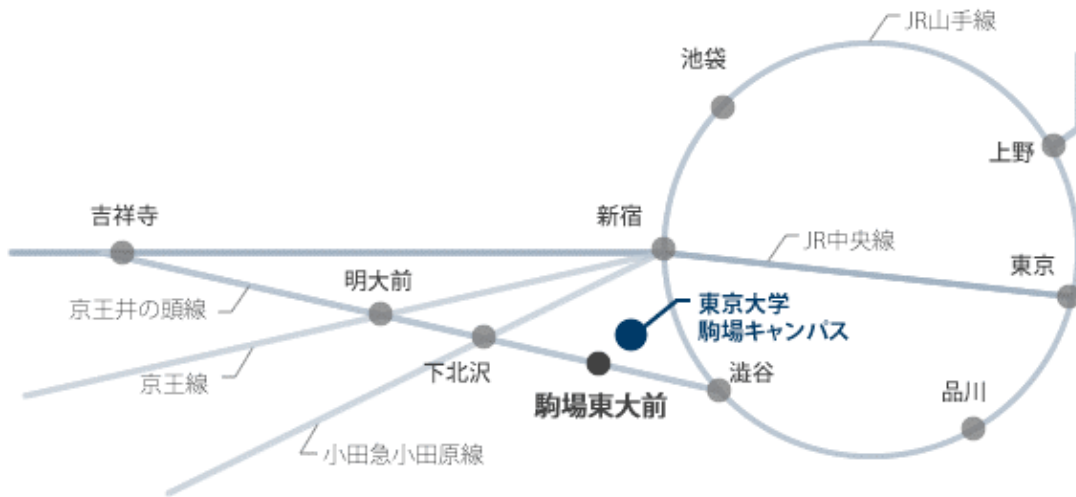 JR山手線
池袋
上野
吉祥寺
新宿
JR中央線
東京
京王井の頭線
明大前
東京大学
駒場キャンパス
京王線
下北沢
澁谷
駒場東大前
品川
小田急小田原線